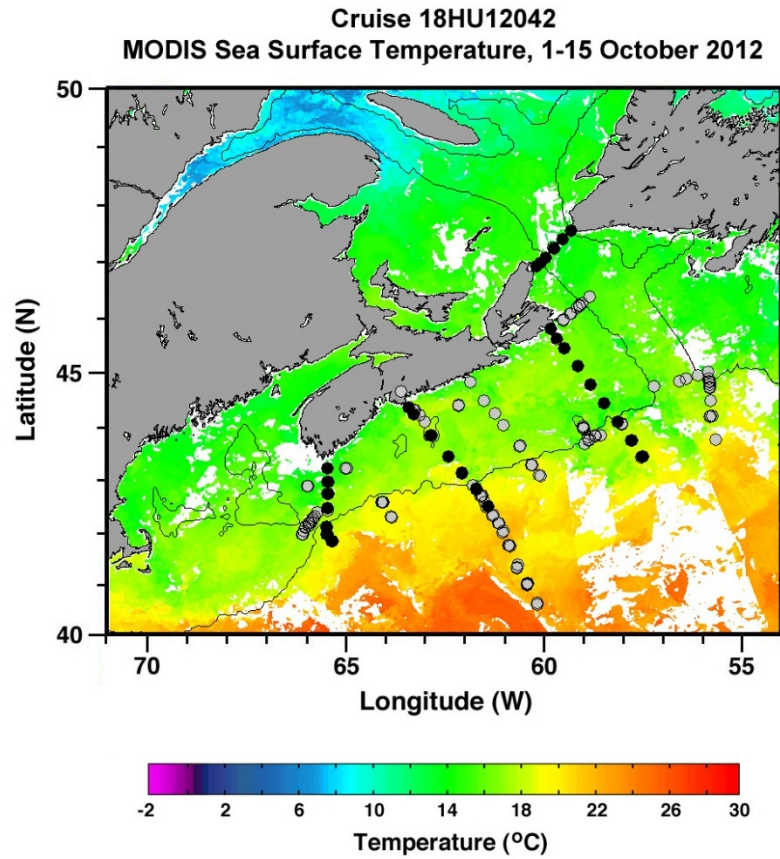 Cruise 18HU12042
MODIS Sea Surface Temperature, 1-15 October 2012
50
45
40
Latitude (N)
70 65 60 55
Longitude (W)
-2 2 6 10 14 18 22 26 30
Temperature (°C)